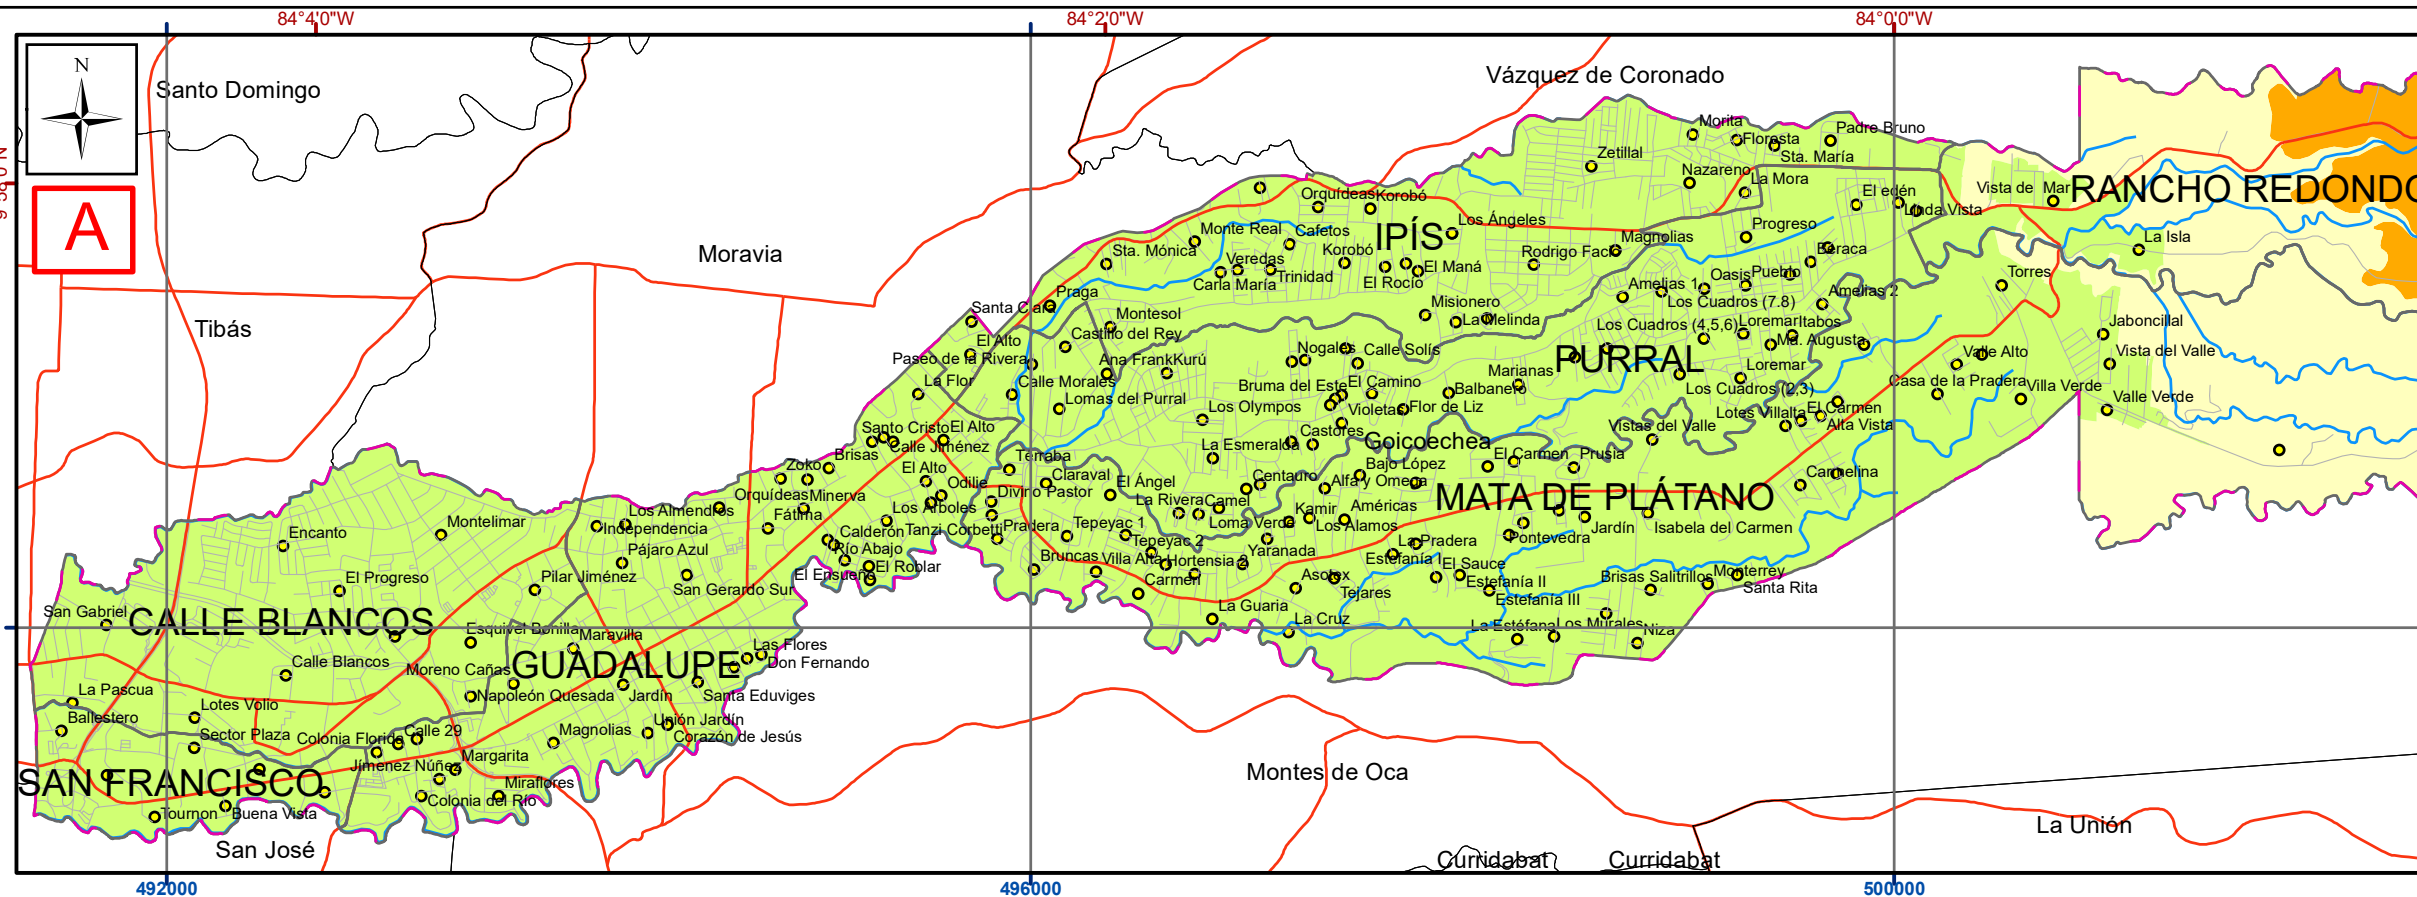 84°4'0"W
84°2'0"W
84°0'0"W
N
A
Santo Domingo
Vázquez de Coronado
Moravia
Tibás
Morita
Floresta
Padre Bruno
Sta. María
Zetillal
Nazareno
La Mora
El edén
Linda Vista
Vista de Mar
RANCHO REDONDO
Orquídeas
Korobó
IPÍS
Los Ángeles
Monte Real
Cafetos
Sta. Mónica
Veredas
Korobó
Carla María
Trinidad
El Rocío
El Maná
Rodrigo Facio
Magnolias
Progreso
Beraca
La Isla
Torres
Oasis
Pueblo
Amelias 1
Amelias 2
Los Cuadros (7.8)
Praga
Santa Clara
Montesol
Misionero
La Melinda
Castillo del Rey
Los Cuadros (4,5,6)
Loremar
Itabos
Jaboncillal
El Alto
Paseo de la Rivera
Ana Frank
Kurú
Nogales
Calle Solís
PURRAL
Md. Augusta
Valle Alto
Vista del Valle
Loremar
Marianas
La Flor
Calle Morales
Bruma del Este
El Camino
Balbanero
Los Cuadros (2,3)
Casa de la Pradera
Villa Verde
Valle Verde
Lomas del Purral
Los Olympos
Violetas
Flor de Liz
Lotes Villalta
El Carmen
Alta Vista
Vistas del Valle
Santo Cristo
El Alto
Calle Jiménez
Castores
La Esmeralda
Goicoechea
Brisas
Zoko
Terraba
El Carmen
Prusia
El Alto
Claraval
Centauro
Bajo López
Carmelina
Odilie
El Ángel
Alfa y Omega
Orquídeas
Minerva
Divino Pastor
La Rivera
Camel
MATA DE PLÁTANO
Los Arboles
Fátima
Kamir
Américas
Los Almendros
Independencia
Calderón
Tanzi
Corbetti
Pradera
Tepeyac 1
Loma Verde
Los Alamos
Jardín
Isabela del Carmen
Montelimar
Encanto
Río Abajo
Tepeyac 2
Yaranada
La Pradera
Pontevedra
Pájaro Azul
El Roblar
El Ensueño
Bruncas
Villa Alta
Hortensia 2
Estefanía I
El Sauce
El Progreso
Pilar Jiménez
San Gerardo Sur
Carmen
Asotex
Estefanía II
Brisas Salitrillos
Monterrey
Santa Rita
Tejares
Estefanía III
San Gabriel
CALLE BLANCOS
La Guaria
La Cruz
La Estéfana
Los Murales
Niza
Esquivel Bonilla
Maravilla
Las Flores
Don Fernando
Calle Blancos
Moreno Cañas
GUADALUPE
La Pascua
Napoleón Quesada
Jardín
Santa Eduviges
Ballestero
Lotes Volio
Unión Jardín
Sector Plaza
Colonia Florida
Calle 29
Magnolias
Corazón de Jesús
Margarita
Jímenez Núñez
SAN FRANCISCO
Miraflores
Colonia del Río
Tournon
Buena Vista
San José
Montes de Oca
La Unión
Curridabat
Curridabat
492000
496000
500000